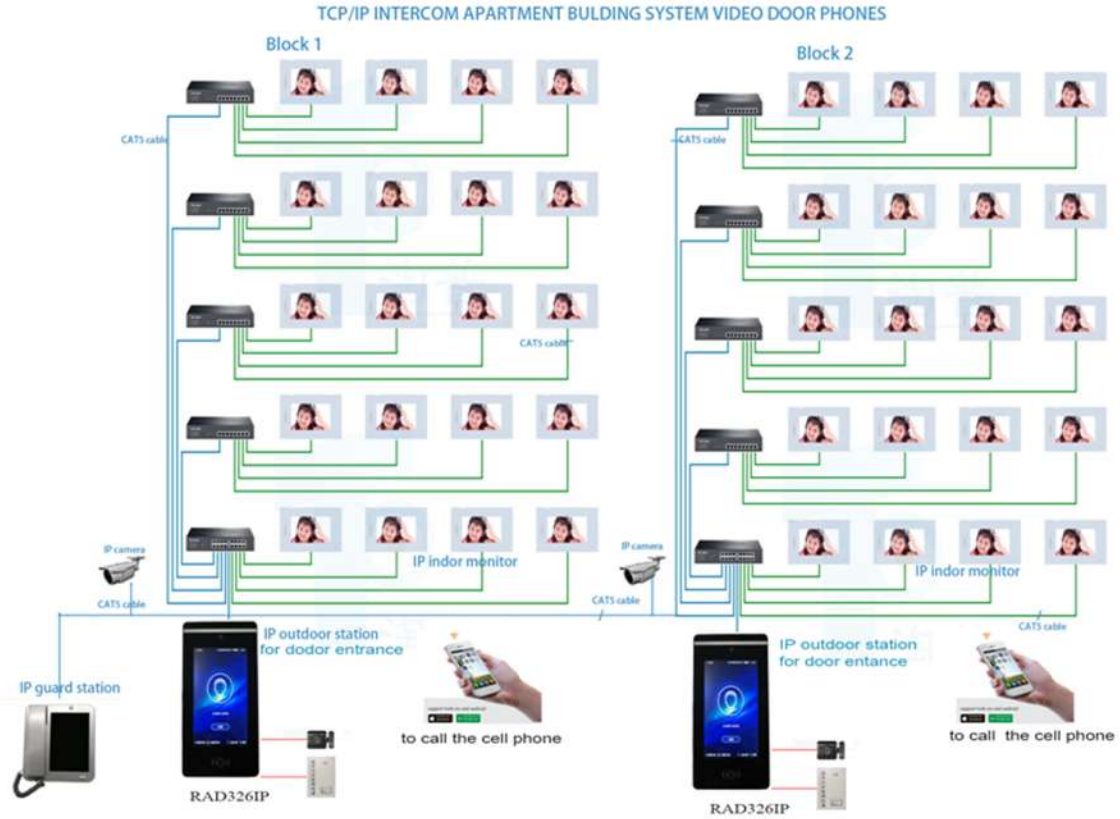 TCP/IP INTERCOM APARTMENT BULDING SYSTEM VIDEO DOOR PHONES
Block 1
Block 2
CAT5 cable
CAT5 cable
CAT5 cable
IP camera
IP indor monitor
IP camera
IP indor monitor
CAT5 cable
CAT5 cable
CAT5 cable
IP outdoor station
for dodor entrance
IP outdoor station
for door entance
IP guard station
to call the cell phone
to call the cell phone
RAD326IP
RAD326IP